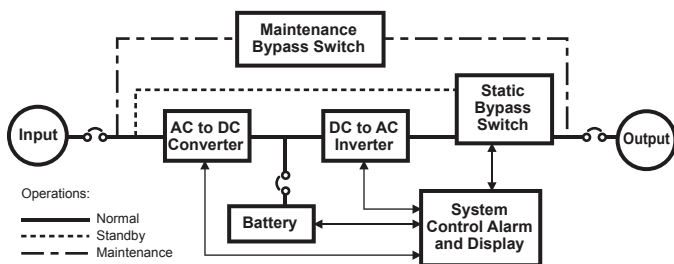 Maintenance
Bypass Switch
Static
Bypass
Switch
Input
AC to DC
Converter
DC to AC
Inverter
Output
Operations:
Normal
Standby
Maintenance
Battery
System
Control Alarm
and Display